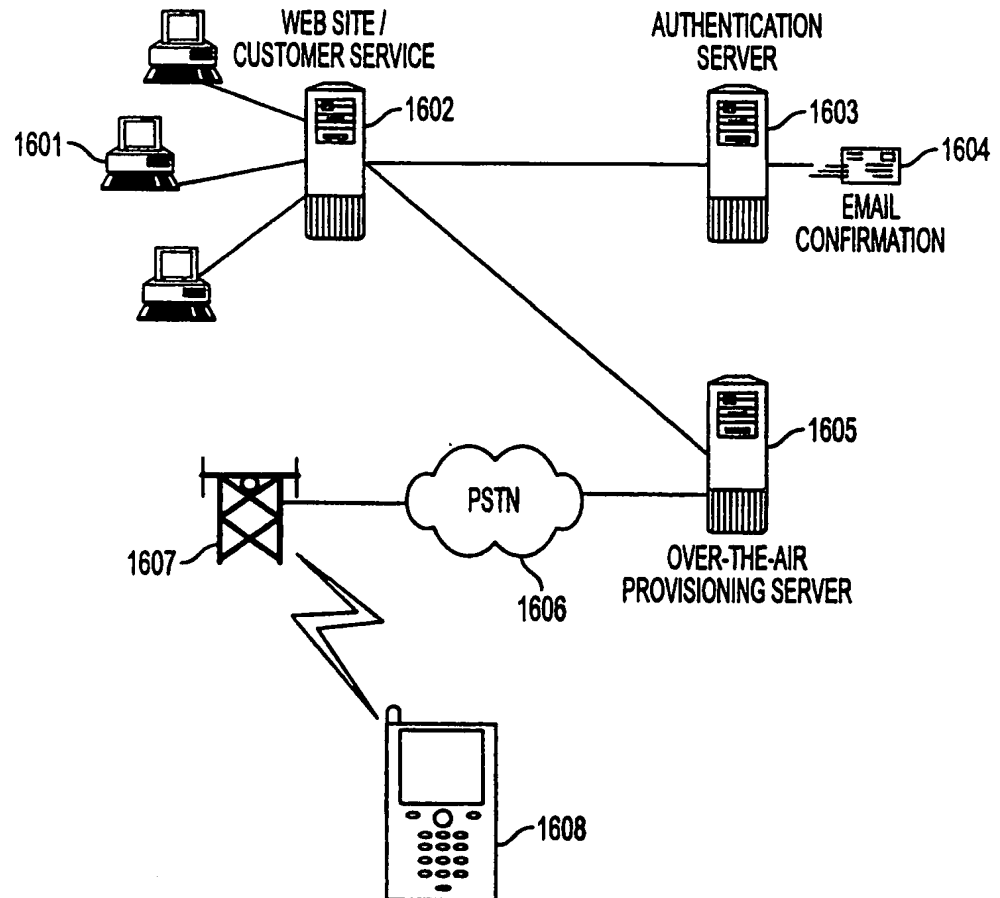 WEB SITE /
CUSTOMER SERVICE
AUTHENTICATION
SERVER
1601
1602
1603
1604
EMAIL
CONFIRMATION
1605
PSTN
1607
1606
OVER-THE-AIR
PROVISIONING SERVER
1608